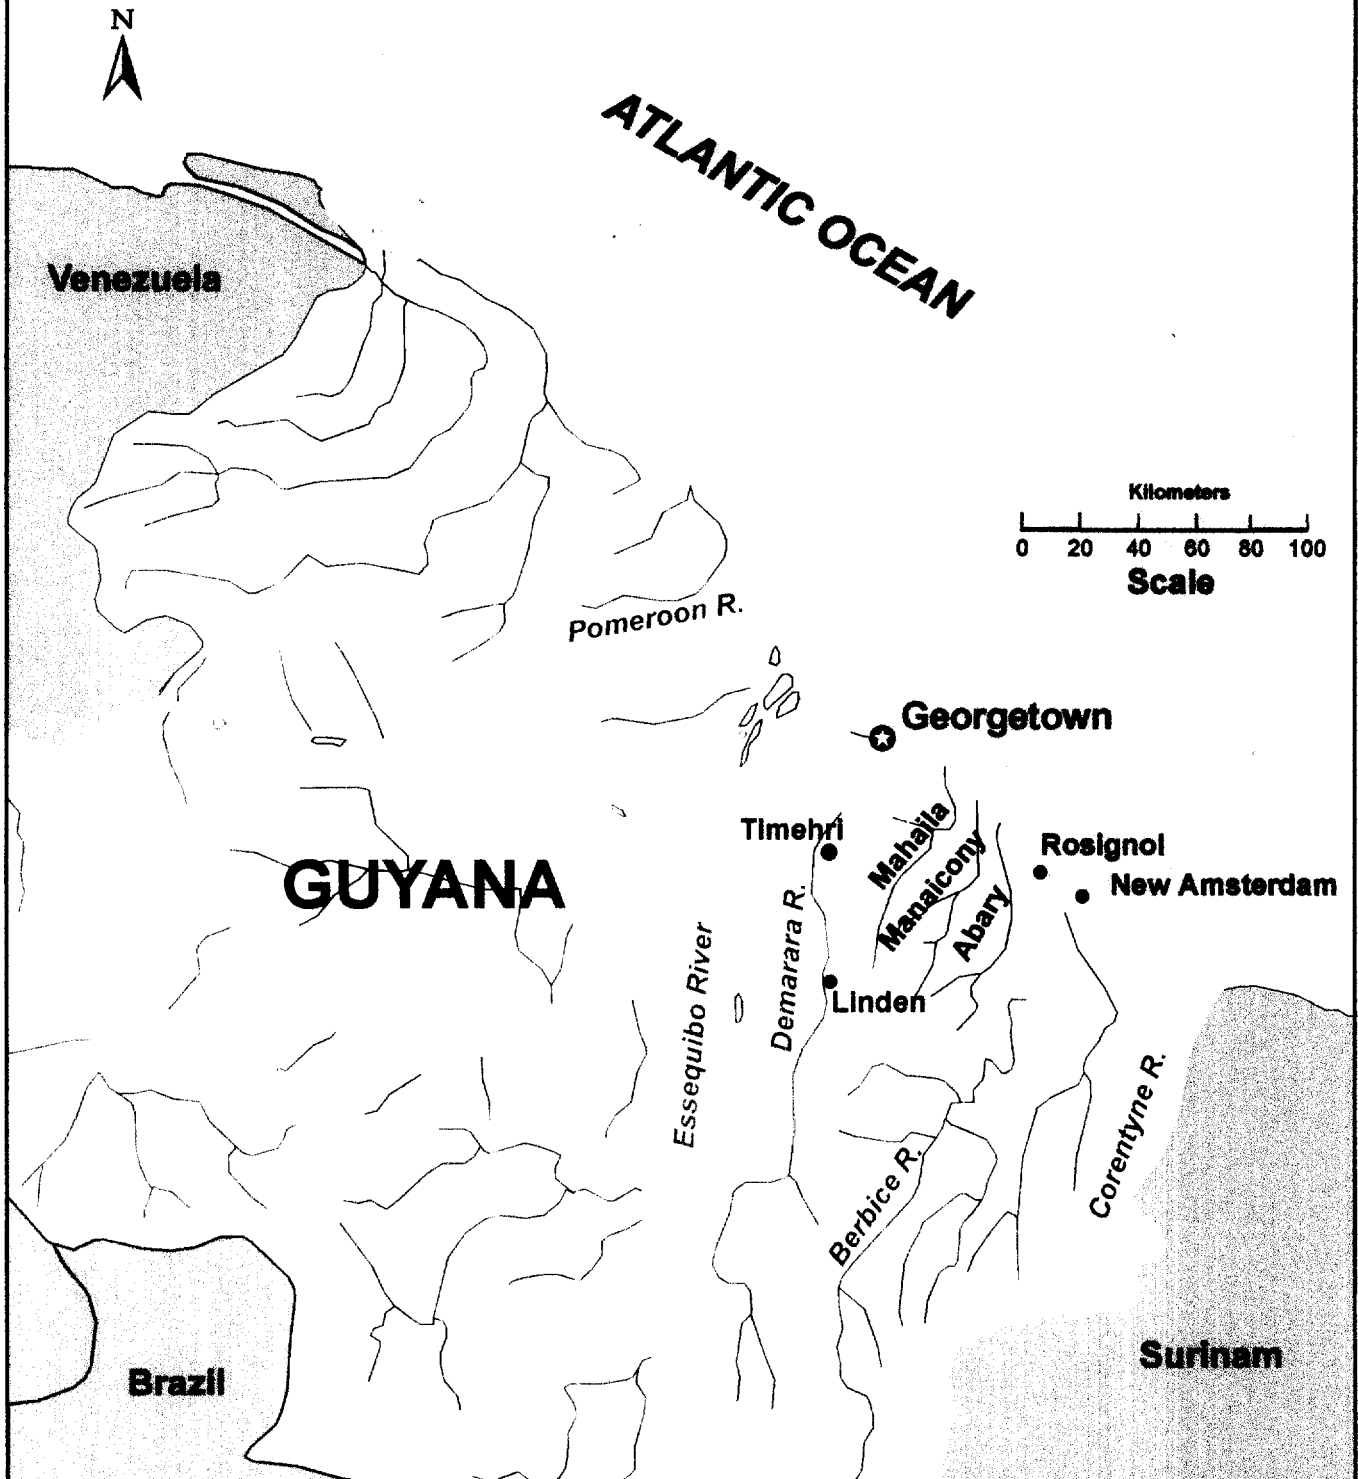 N
ATLANTIC OCEAN
Venezuela
Kilometers
0 20 40 60 80 100
Scale
Pomeroon R.
Georgetown
Timehri
Mahaila
Manaicony
Abary
Rosignol
New Amsterdam
GUYANA
Essequibo River
Demarara R.
Linden
Corentyne R.
Berbice R.
Brazil
Surinam